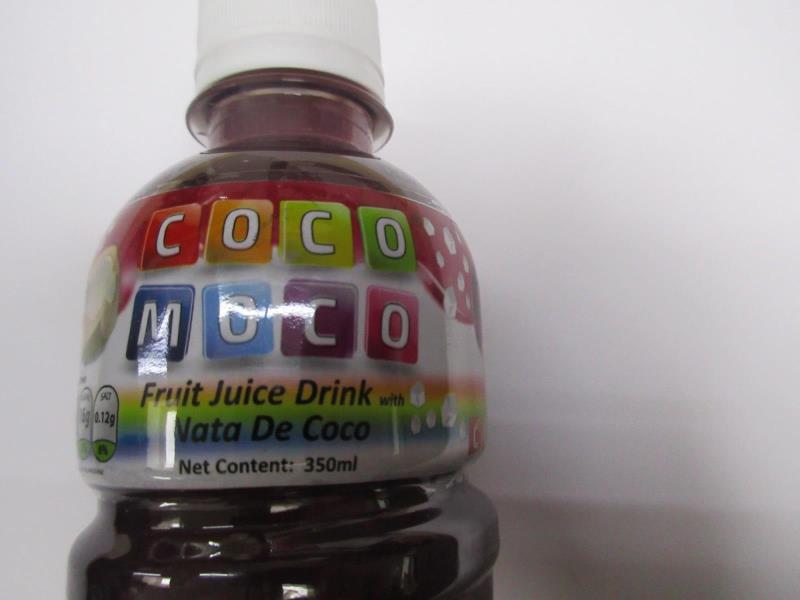 COCO
MOCO
Fruit Juice Drink with
Nata De Coco
Net Content: 350ml
SALT
0.12g